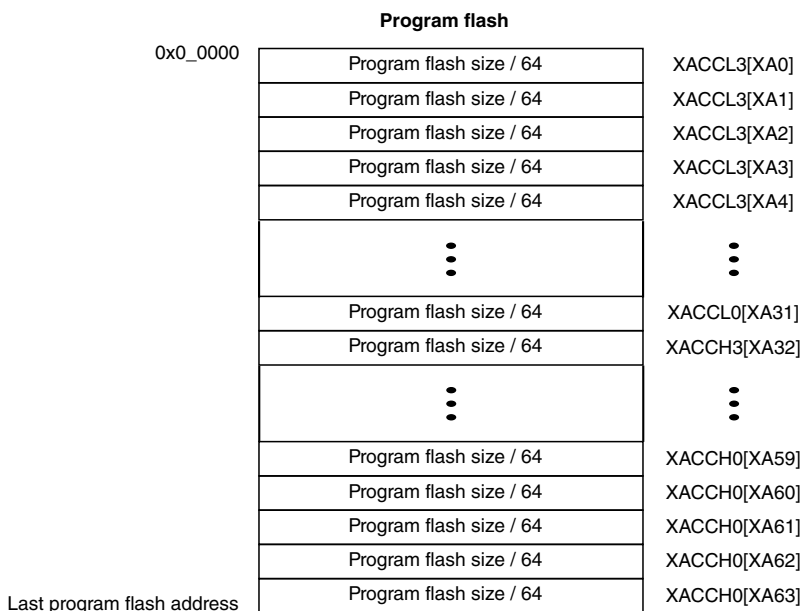 Program flash
0x0_0000
Program flash size / 64 XACCL3[XA0]
Program flash size / 64 XACCL3[XA1]
Program flash size / 64 XACCL3[XA2]
Program flash size / 64 XACCL3[XA3]
Program flash size / 64 XACCL3[XA4]
Program flash size / 64 XACCL0[XA31]
Program flash size / 64 XACCH3[XA32]
Program flash size / 64 XACCH0[XA59]
Program flash size / 64 XACCH0[XA60]
Program flash size / 64 XACCH0[XA61]
Program flash size / 64 XACCH0[XA62]
Program flash size / 64 XACCH0[XA63]
Last program flash address